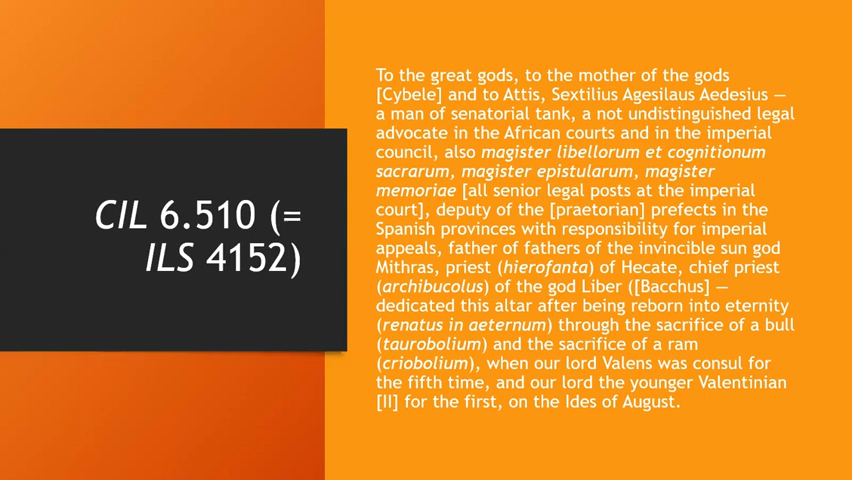 CIL 6.510 (=
ILS 4152)
To the great gods, to the mother of the gods
[Cybele] and to Attis, Sextilius Agesilaus Aedesius —
a man of senatorial tank, a not undistinguished legal
advocate in the African courts and in the imperial
council, also magister libellorum et cognitionum
sacrarum, magister epistularum, magister
memoriae [all senior legal posts at the imperial
court], deputy of the [praetorian] prefects in the
Spanish provinces with responsibility for imperial
appeals, father of fathers of the invincible sun god
Mithras, priest (hierofanta) of Hecate, chief priest
(archibucolus) of the god Liber ([Bacchus] —
dedicated this altar after being reborn into eternity
(renatus in aeternum) through the sacrifice of a bull
(taurobolium) and the sacrifice of a ram
(criobolium), when our lord Valens was consul for
the fifth time, and our lord the younger Valentinian
[II] for the first, on the Ides of August.